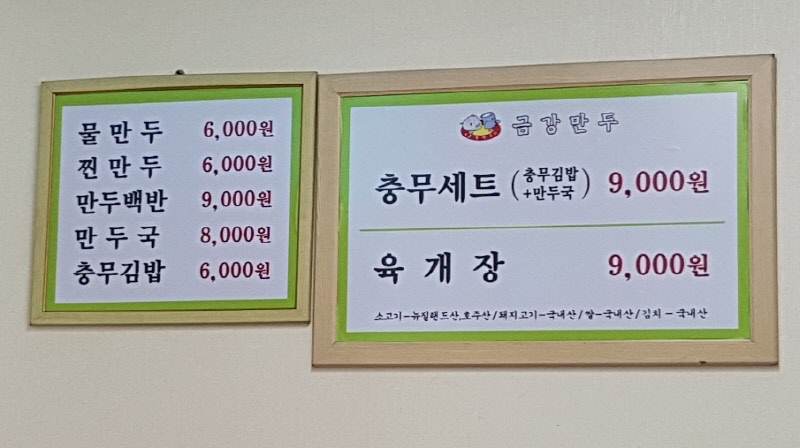 물만두 6,000원
찐만두 6,000원
만두백반 9,000원
만두국 8,000원
충무김밥 6,000원
금강만두
충무세트 (충무김밥+만두국) 9,000원
육개장 9,000원
소고기-뉴질랜드산,호주산/돼지고기-국내산/쌀-국내산/김치-국내산